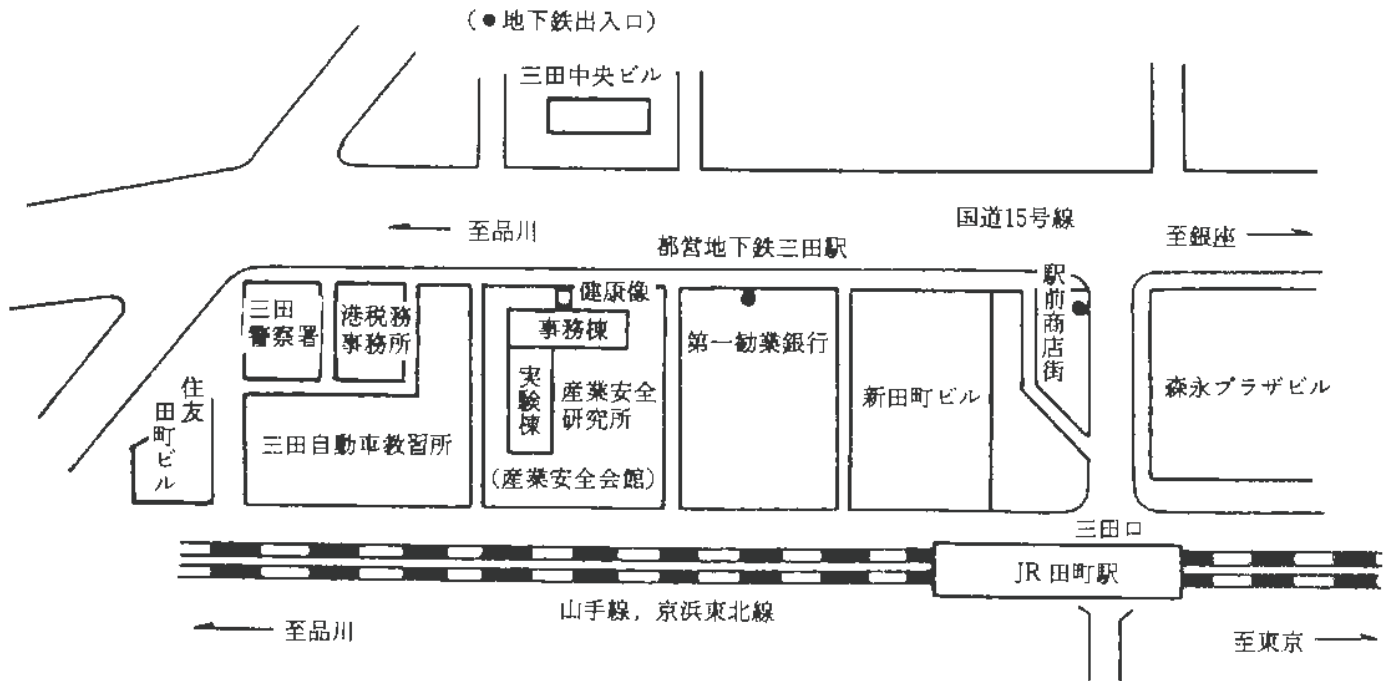 (●地下鉄出入口)
三田中央ビル
国道15号線
←至品川
至銀座→
都営地下鉄三田駅
三田
警察署
港税務
事務所
健康像
事務棟
実験棟
産業安全
研究所
(産業安全会館)
第一勧業銀行
新田町ビル
駅前商店街
森永プラザビル
住友
田町ビル
三田自動車教習所
三田口
JR 田町駅
山手線，京浜東北線
←至品川
至東京→